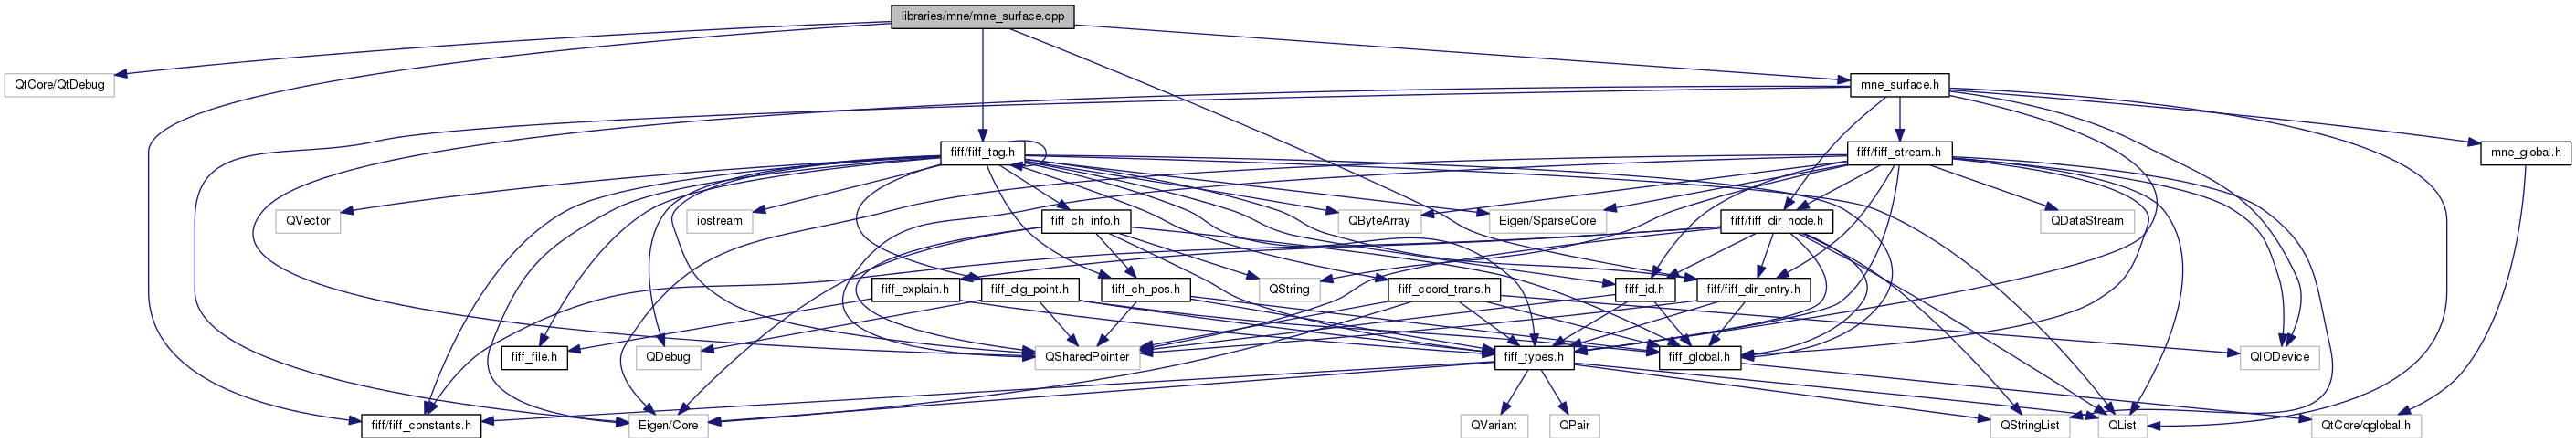 libraries/mne/mne_surface.cpp
QtCore/QtDebug
mne_surface.h
fiff/fiff_tag.h
fiff/fiff_stream.h
mne_global.h
QVector
iostream
fiff_ch_info.h
QByteArray
Eigen/SparseCore
fiff/fiff_dir_node.h
QDataStream
fiff_explain.h
fiff_dig_point.h
fiff_ch_pos.h
QString
fiff_coord_trans.h
fiff_id.h
fiff/fiff_dir_entry.h
fiff_file.h
QDebug
QSharedPointer
fiff_types.h
fiff_global.h
QIODevice
fiff/fiff_constants.h
Eigen/Core
QVariant
QPair
QStringList
QList
QtCore/qglobal.h